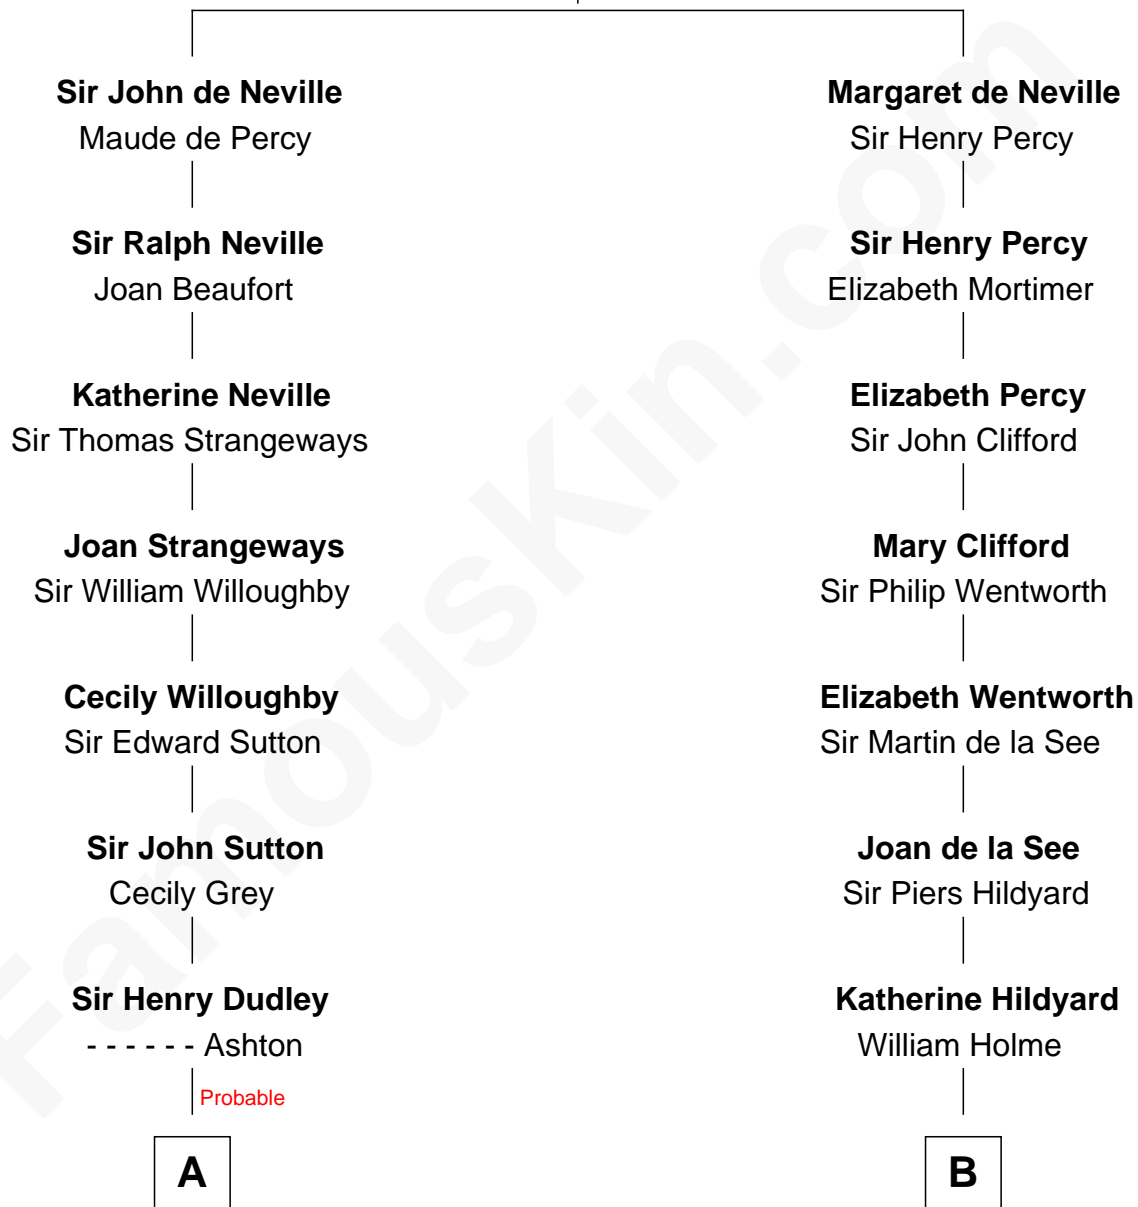 Sir John de Neville
Maude de Percy
Sir Ralph Neville
Joan Beaufort
Katherine Neville
Sir Thomas Strangeways
Joan Strangeways
Sir William Willoughby
Cecily Willoughby
Sir Edward Sutton
Sir John Sutton
Cecily Grey
Sir Henry Dudley
- - - - - - Ashton
Probable
A
Margaret de Neville
Sir Henry Percy
Sir Henry Percy
Elizabeth Mortimer
Elizabeth Percy
Sir John Clifford
Mary Clifford
Sir Philip Wentworth
Elizabeth Wentworth
Sir Martin de la See
Joan de la See
Sir Piers Hildyard
Katherine Hildyard
William Holme
B
FamousKin.com